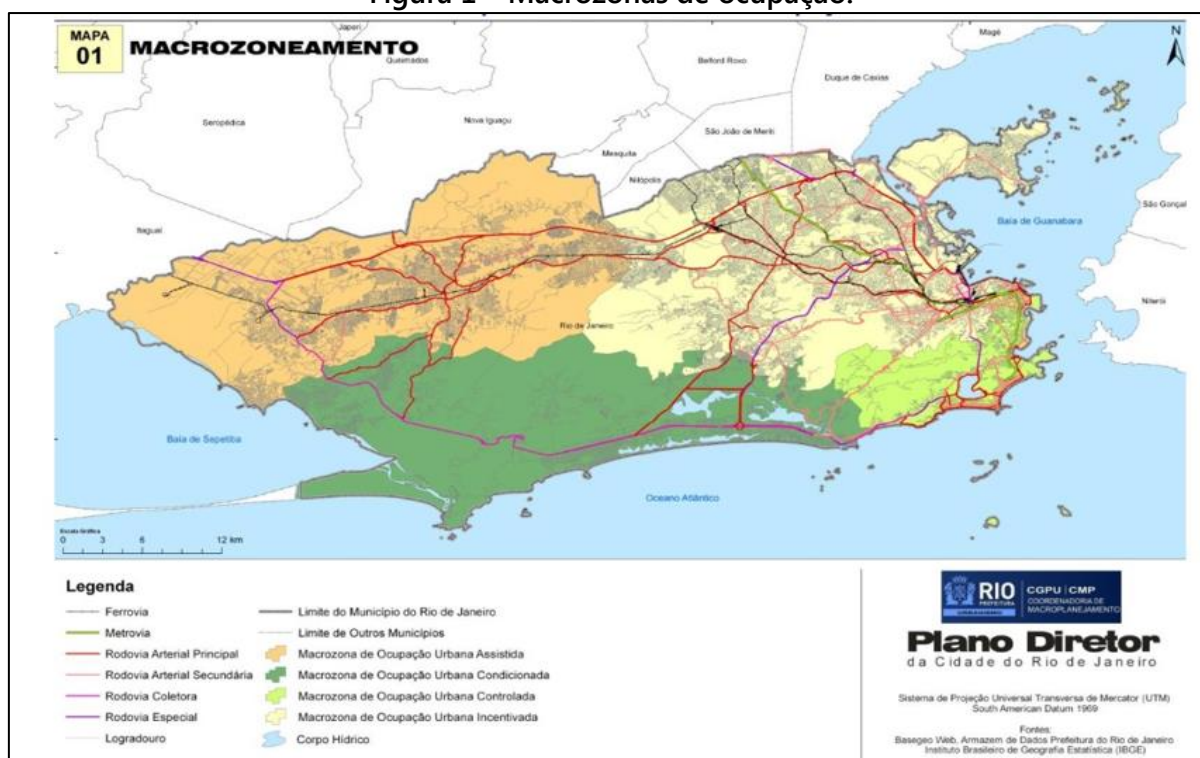 Figura 1 – Macrozonas de ocupação.
MAPA
01
MACROZONEAMENTO
N
Japeri
Queimados
Magé
Belford Roxo
Duque de Caxias
Seropédica
Nova Iguaçu
São João de Meriti
Mesquita
Nilópolis
São Gonçal
Itaguaí
Baía de Guanabara
Niterói
Rio de Janeiro
Baía de Sepetiba
Oceano Atlântico
Escala Gráfica
0 3 6 12 km
Legenda
Ferrovia
Metrovia
Rodovia Arterial Principal
Rodovia Arterial Secundária
Rodovia Coletora
Rodovia Especial
Logradouro
Limite do Município do Rio de Janeiro
Limite de Outros Municípios
Macrozona de Ocupação Urbana Assistida
Macrozona de Ocupação Urbana Condicionada
Macrozona de Ocupação Urbana Controlada
Macrozona de Ocupação Urbana Incentivada
Corpo Hídrico
RIO
PREFEITURA
URBANISMO
CGPU | CMP
COORDENADORIA DE
MACROPLANEJAMENTO
Plano Diretor
da Cidade do Rio de Janeiro
Sistema de Projeção Universal Transversa de Mercator (UTM)
South American Datum 1969
Fontes:
Basegeo Web, Armazem de Dados Prefeitura do Rio de Janeiro
Instituto Brasileiro de Geografia Estatística (IBGE)